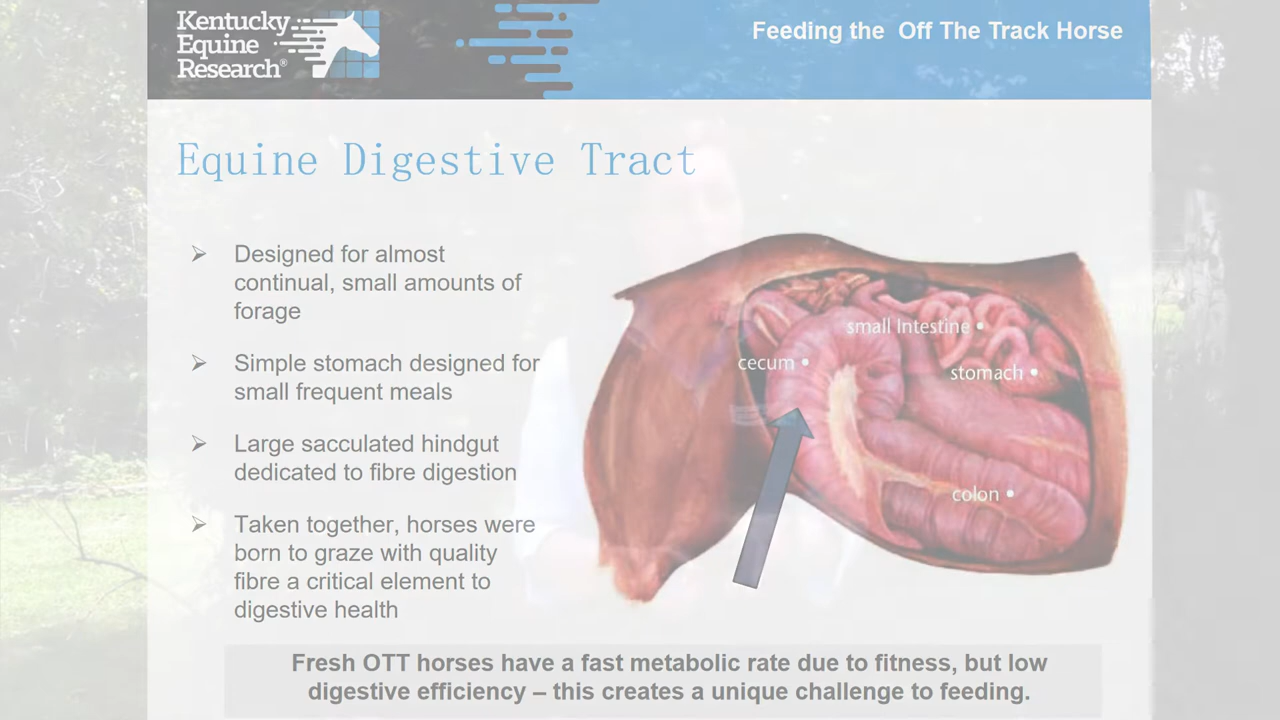 Kentucky
Equine
Research®
Feeding the Off The Track Horse
Equine Digestive Tract
Designed for almost
continual, small amounts of
forage
Simple stomach designed for
small frequent meals
Large sacculated hindgut
dedicated to fibre digestion
Taken together, horses were
born to graze with quality
fibre a critical element to
digestive health
small Intestine
cecum
stomach
colon
Fresh OTT horses have a fast metabolic rate due to fitness, but low
digestive efficiency – this creates a unique challenge to feeding.